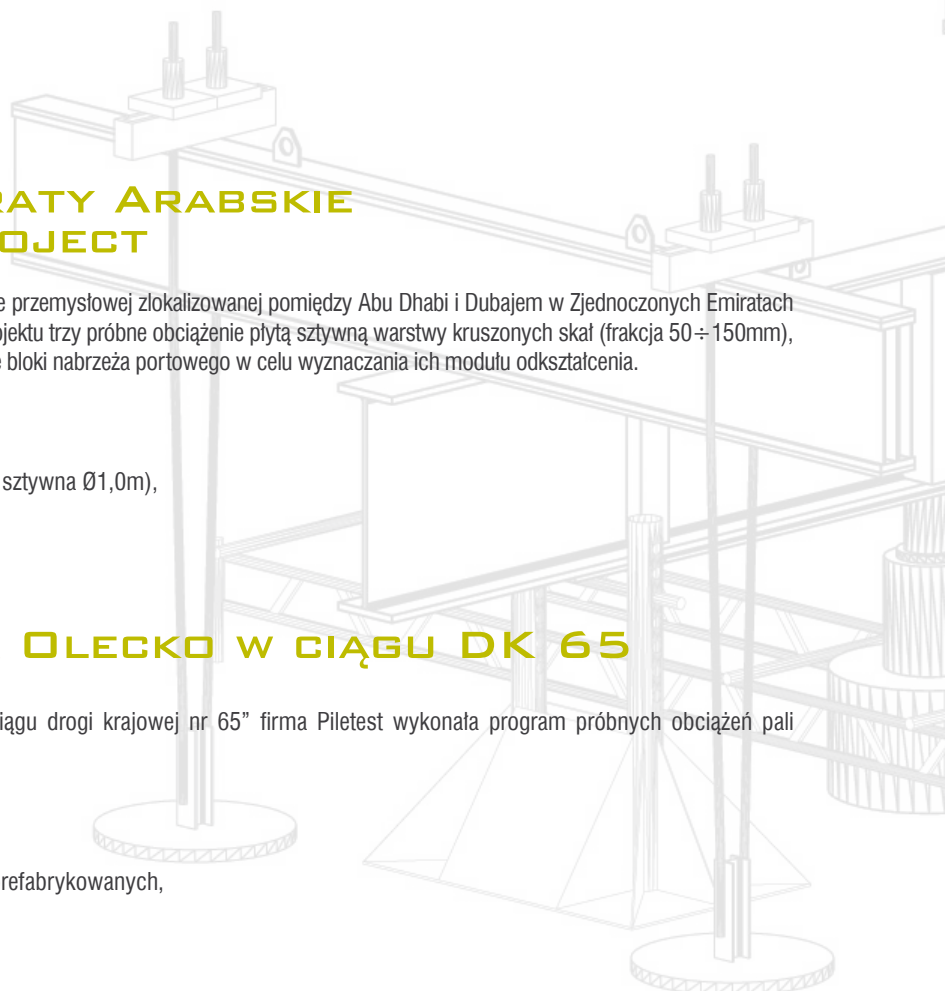 RATY ARABSKIE
OJECT
e przemysłowej zlokalizowanej pomiędzy Abu Dhabi i Dubajem w Zjednoczonych Emiratach
ojektu trzy próbne obciążenie płytą sztywną warstwy kruszonych skał (frakcja 50÷150mm),
e bloki nabrzeża portowego w celu wyznaczania ich modułu odkształcenia.
sztywna Ø1,0m),
OLECKO W CIĄGU DK 65
iągu drogi krajowej nr 65” firma Piletest wykonała program próbnych obciążeń pali
refabrykowanych,